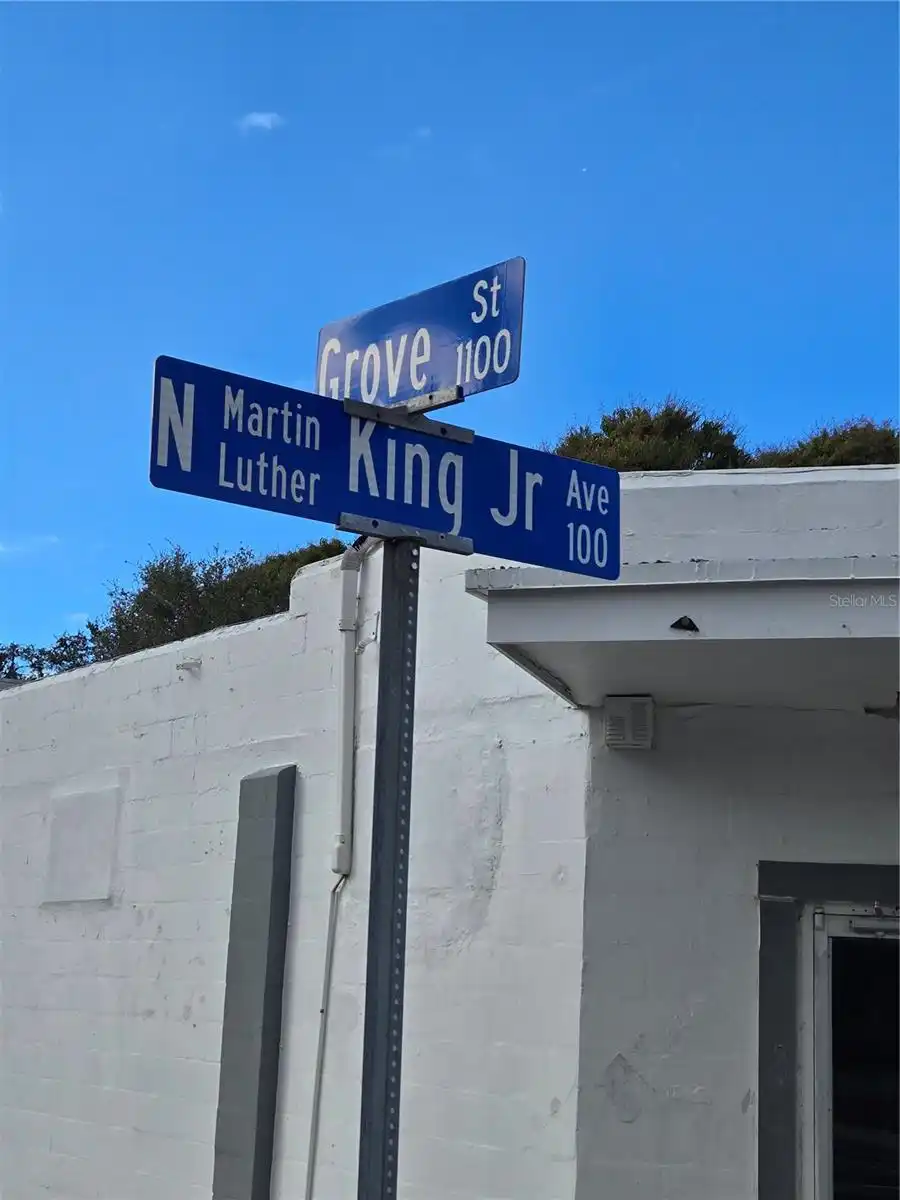 Grove St
1100
N Martin Luther King Jr Ave
100
Stellar MLS